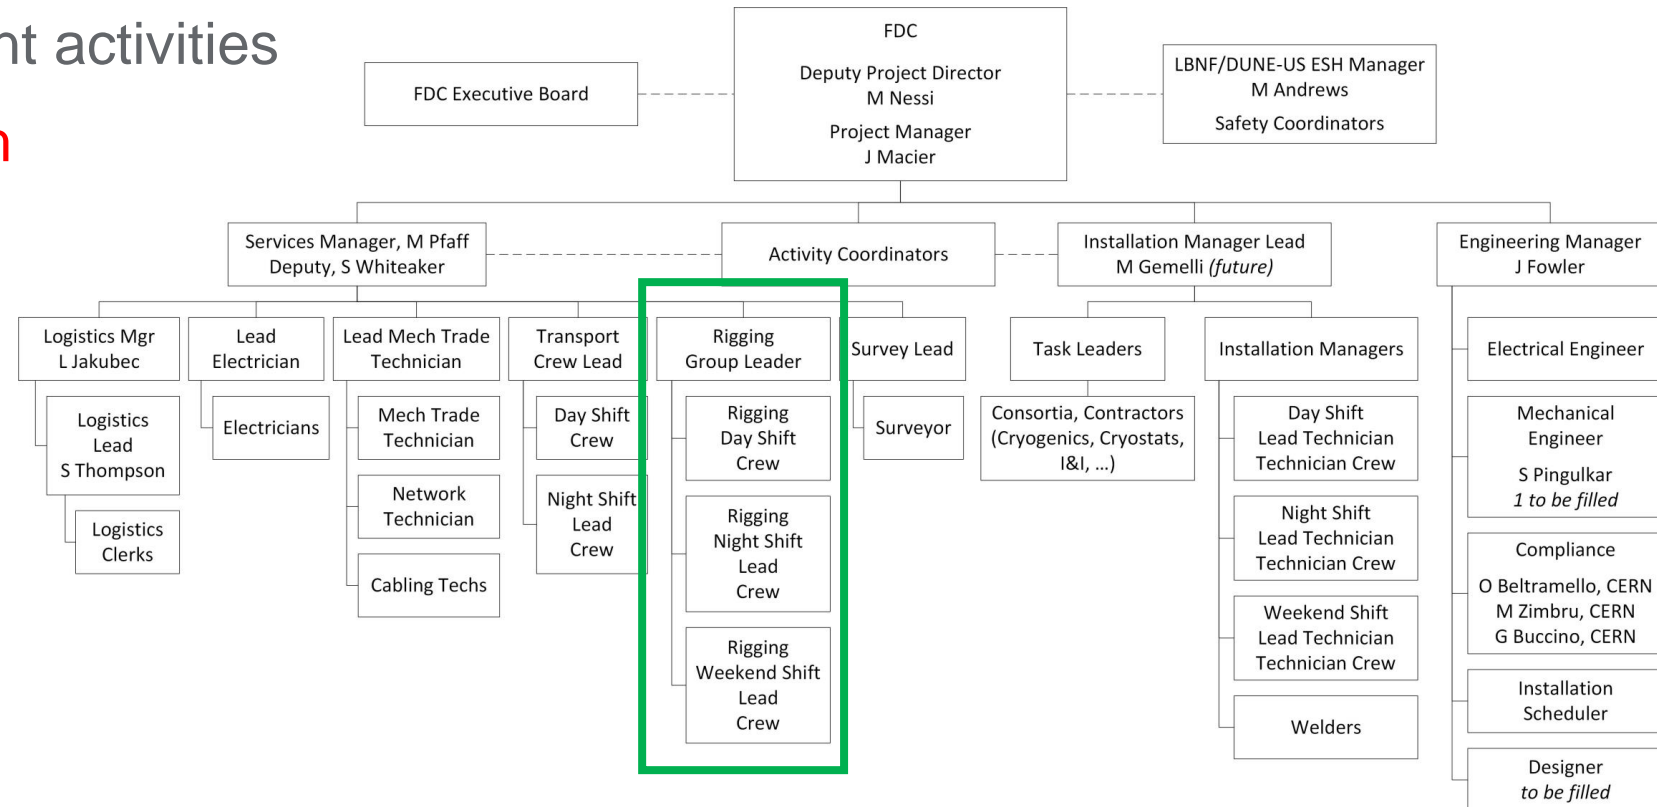 nt activities
n
FDC
Deputy Project Director
M Nessi
Project Manager
J Macier
FDC Executive Board
LBNF/DUNE-US ESH Manager
M Andrews
Safety Coordinators
Services Manager, M Pfaff
Deputy, S Whiteaker
Activity Coordinators
Installation Manager Lead
M Gemelli (future)
Engineering Manager
J Fowler
Logistics Mgr
L Jakubec
Logistics
Lead
S Thompson
Logistics
Clerks
Lead
Electrician
Electricians
Lead Mech Trade
Technician
Mech Trade
Technician
Network
Technician
Cabling Techs
Transport
Crew Lead
Day Shift
Crew
Night Shift
Lead
Crew
Rigging
Group Leader
Rigging
Day Shift
Crew
Rigging
Night Shift
Lead
Crew
Rigging
Weekend Shift
Lead
Crew
Survey Lead
Surveyor
Task Leaders
Consortia, Contractors
(Cryogenics, Cryostats,
I&I, ...)
Installation Managers
Day Shift
Lead Technician
Technician Crew
Night Shift
Lead Technician
Technician Crew
Weekend Shift
Lead Technician
Technician Crew
Welders
Electrical Engineer
Mechanical
Engineer
S Pingulkar
1 to be filled
Compliance
O Beltramello, CERN
M Zimbru, CERN
G Buccino, CERN
Installation
Scheduler
Designer
to be filled